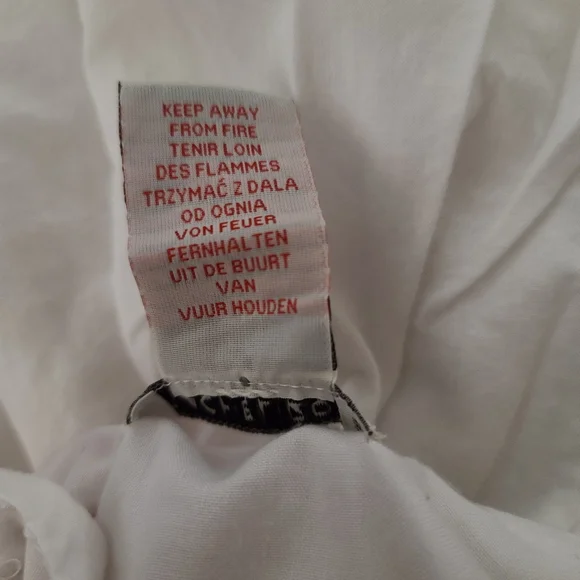 KEEP AWAY
FROM FIRE
TENIR LOIN
DES FLAMMES
TRZYMAĆ Z DALA
OD OGNIA
VON FEUER
FERNHALTEN
UIT DE BUURT
VAN
VUUR HOUDEN